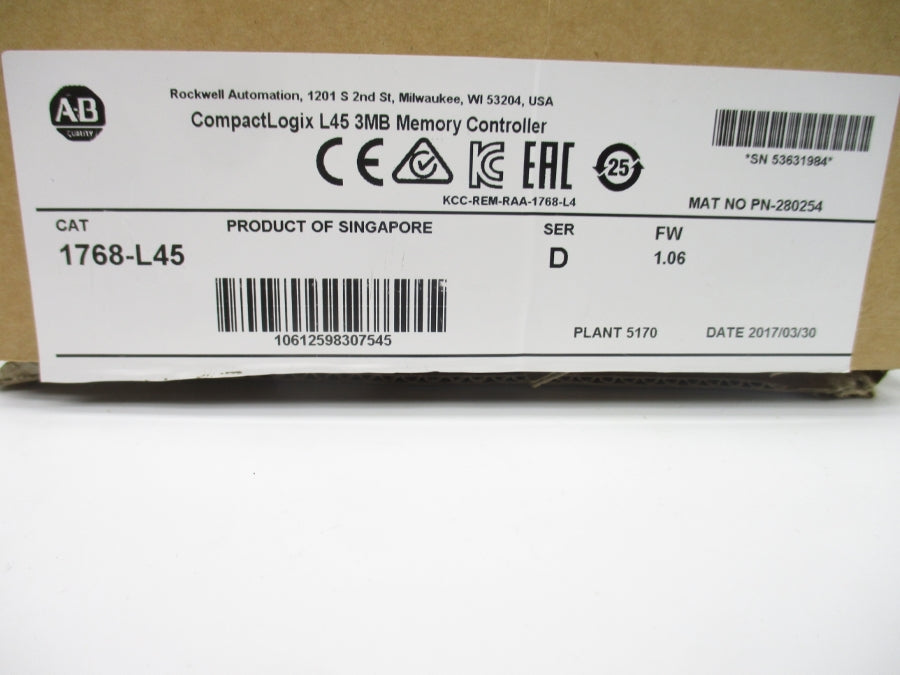 A-B
QUALITY
Rockwell Automation, 1201 S 2nd St, Milwaukee, WI 53204, USA
CompactLogix L45 3MB Memory Controller
CE
KC
EAC
25
KCC-REM-RAA-1768-L4
*SN 53631984*
MAT NO PN-280254
CAT
1768-L45
PRODUCT OF SINGAPORE
10612598307545
SER
D
FW
1.06
PLANT 5170
DATE 2017/03/30